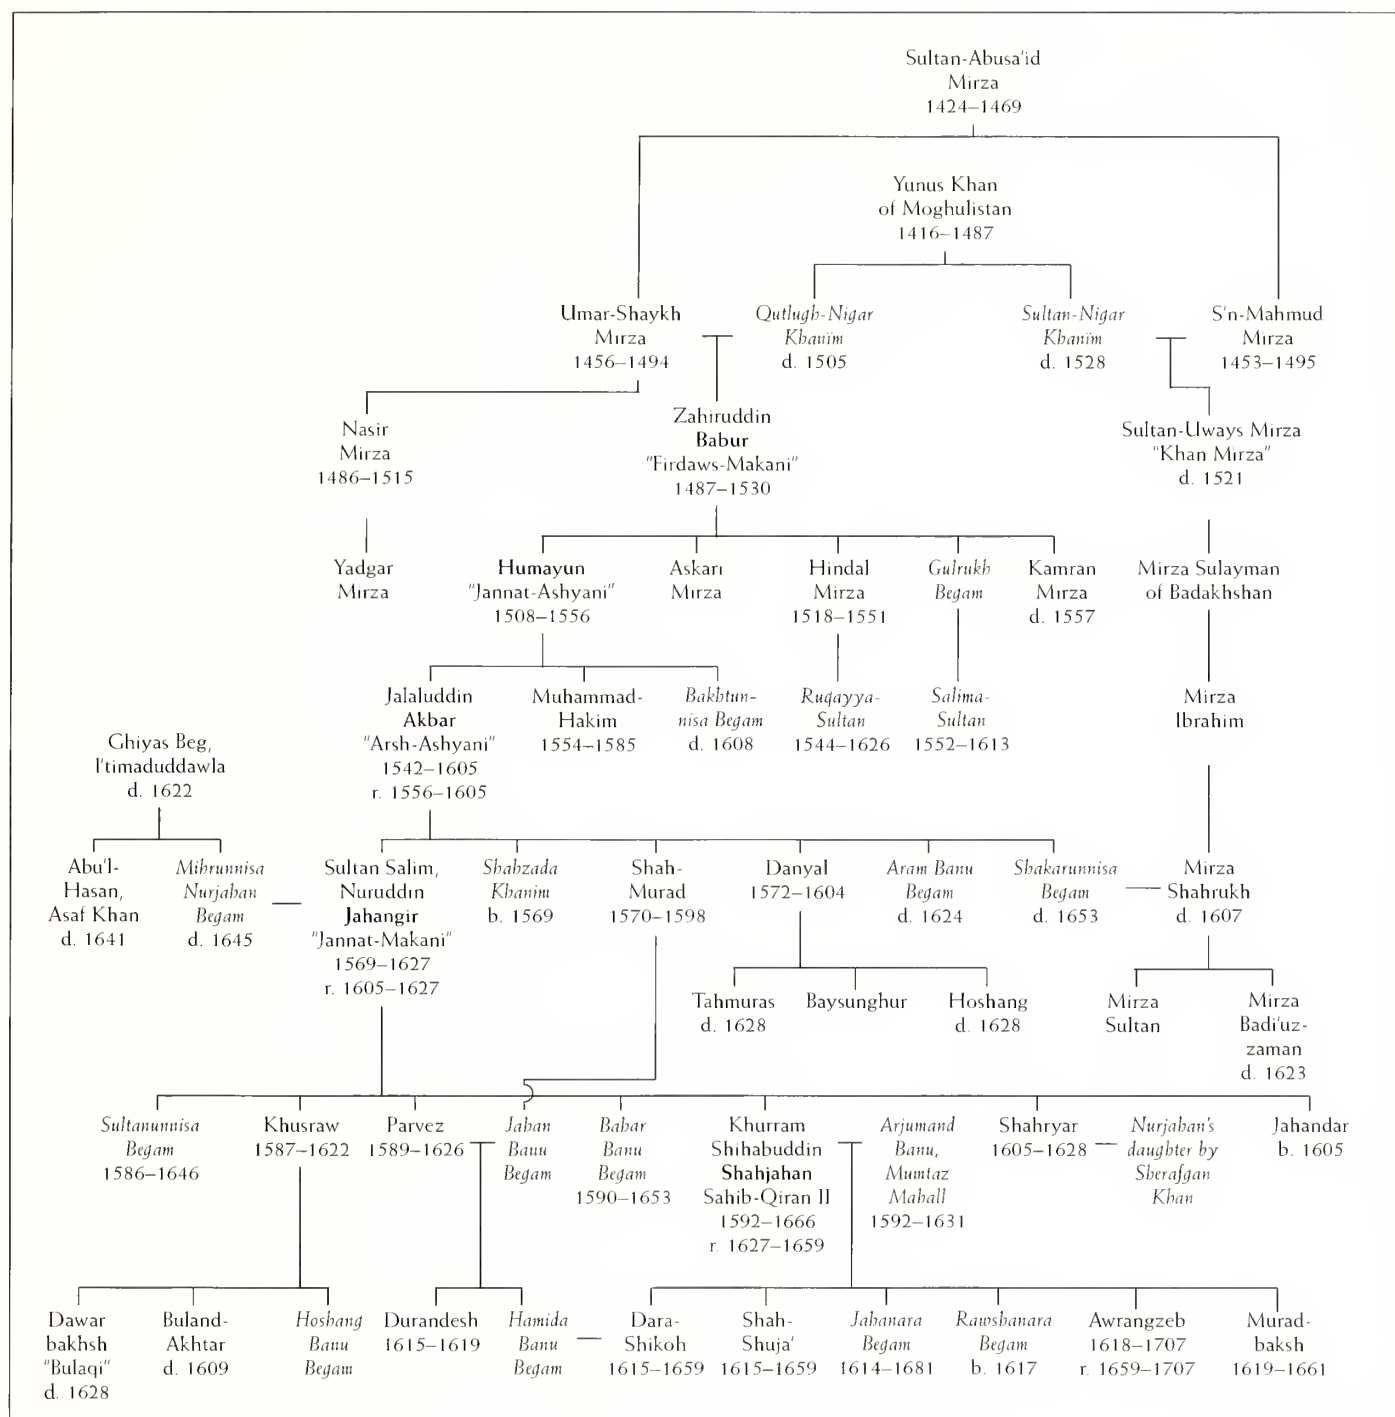 Sultan-Abusa'id
Mirza
1424–1469
Yunus Khan
of Moghulistan
1416–1487
Umar-Shaykh
Mirza
1456–1494
Qutlugh-Nigar
Khanïm
d. 1505
Sultan-Nigar
Khanïm
d. 1528
S'n-Mahmud
Mirza
1453–1495
Nasir
Mirza
1486–1515
Zahiruddin
Babur
"Firdaws-Makani"
1487–1530
Sultan-Uways Mirza
"Khan Mirza"
d. 1521
Yadgar
Mirza
Humayun
"Jannat-Ashyani"
1508–1556
Askari
Mirza
Hindal
Mirza
1518–1551
Gulrukh
Begam
Kamran
Mirza
d. 1557
Mirza Sulayman
of Badakhshan
Jalaluddin
Akbar
"Arsh-Ashyani"
1542–1605
r. 1556–1605
Muhammad-
Hakim
1554–1585
Bakhtun-
nisa Begam
d. 1608
Ruqayya-
Sultan
1544–1626
Salima-
Sultan
1552–1613
Mirza
Ibrahim
Ghiyas Beg,
I'timaduddawla
d. 1622
Abu'l-
Hasan,
Asaf Khan
d. 1641
Mihrunnisa
Nurjahan
Begam
d. 1645
Sultan Salim,
Nuruddin
Jahangir
"Jannat-Makani"
1569–1627
r. 1605–1627
Shahzada
Khanim
b. 1569
Shah-
Murad
1570–1598
Danyal
1572–1604
Aram Banu
Begam
d. 1624
Shakarunnisa
Begam
d. 1653
Mirza
Shahrukh
d. 1607
Tahmuras
d. 1628
Baysunghur
Hoshang
d. 1628
Mirza
Sultan
Mirza
Badi'uz-
zaman
d. 1623
Sultanunnisa
Begam
1586–1646
Khusraw
1587–1622
Parvez
1589–1626
Jahan
Banu
Begam
Bahar
Banu
Begam
1590–1653
Khurram
Shihabuddin
Shahjahan
Sahib-Qiran II
1592–1666
r. 1627–1659
Arjumand
Banu,
Mumtaz
Mahall
1592–1631
Shahryar
1605–1628
Nurjahan's
daughter by
Sherafgan
Khan
Jahandar
b. 1605
Dawar
bakhsh
"Bulaqi"
d. 1628
Buland-
Akhtar
d. 1609
Hoshang
Banu
Begam
Durandesh
1615–1619
Hamida
Banu
Begam
Dara-
Shikoh
1615–1659
Shah-
Shuja'
1615–1659
Jahanara
Begam
1614–1681
Rawshanara
Begam
b. 1617
Awrangzeb
1618–1707
r. 1659–1707
Murad-
baksh
1619–1661